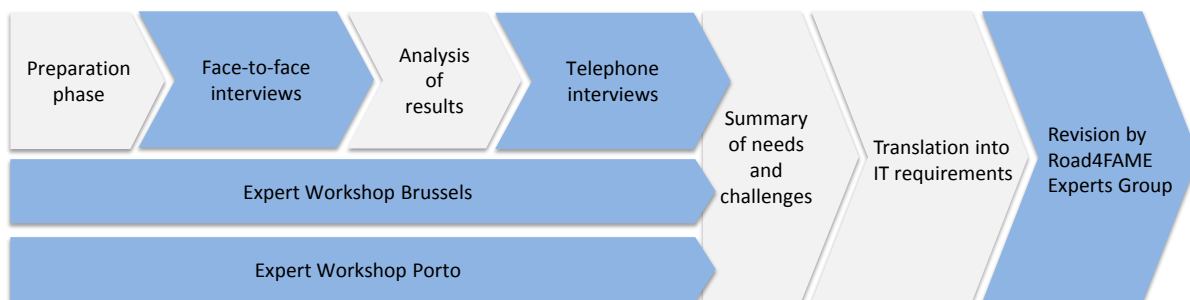 Preparation
phase
Face-to-face
interviews
Analysis
of
results
Telephone
interviews
Expert Workshop Brussels
Expert Workshop Porto
Summary
of needs
and
challenges
Translation into
IT requirements
Revision by
Road4FAME
Experts Group